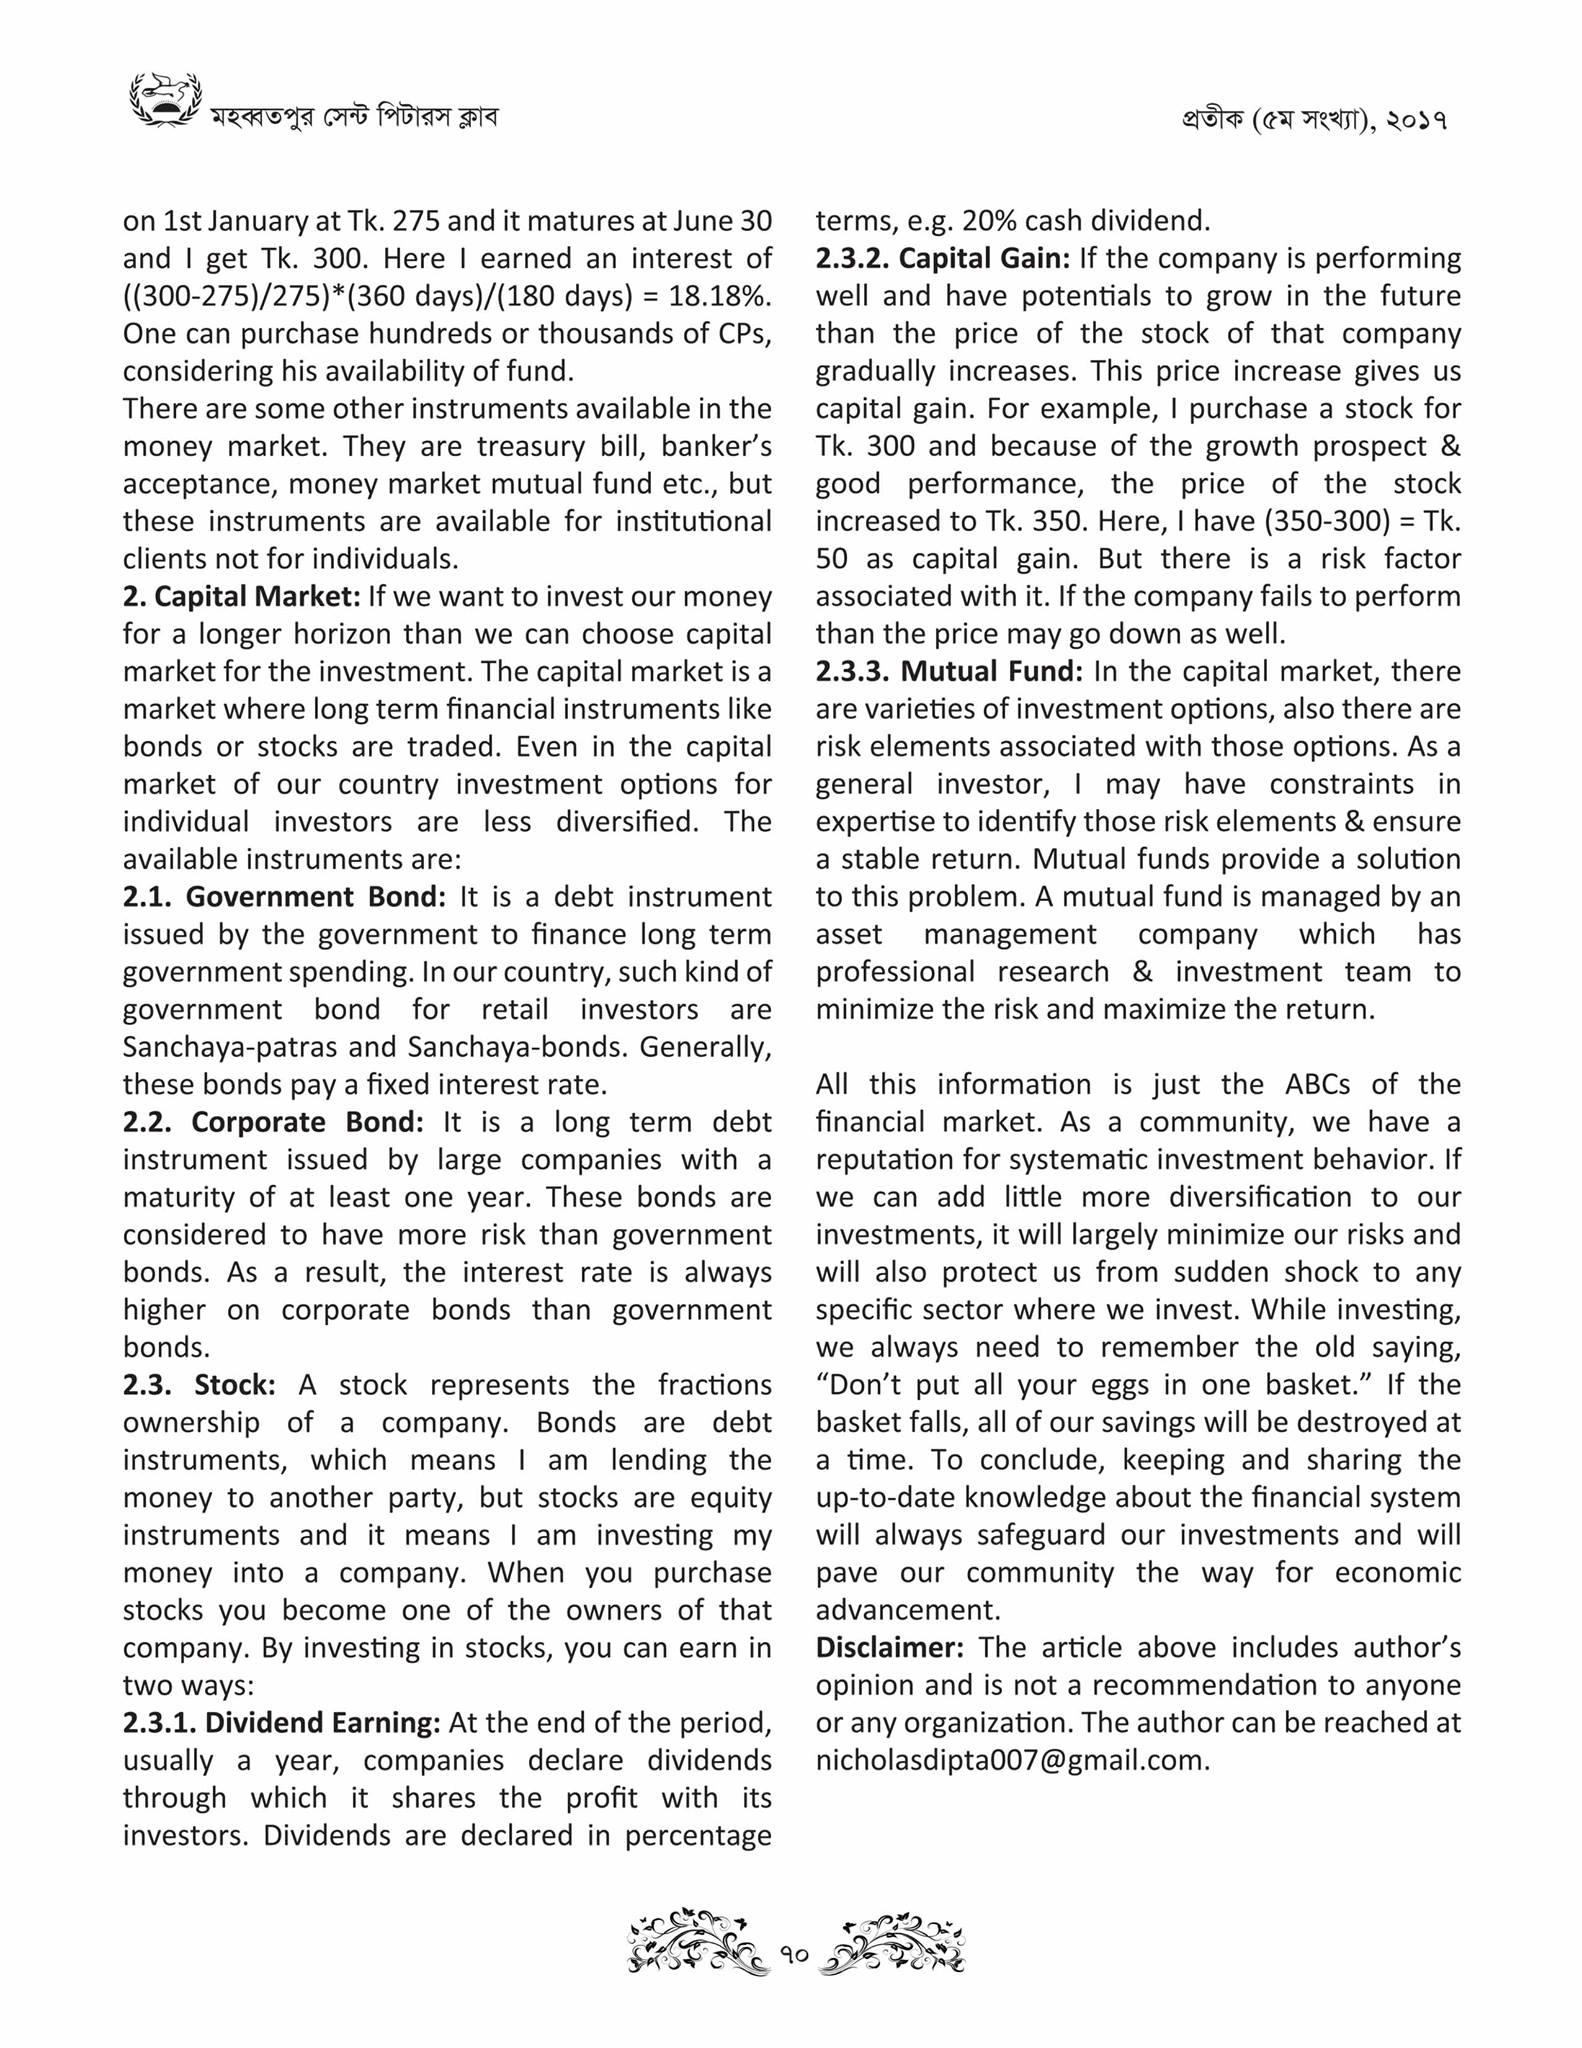 মহব্বতপুর সেন্ট পিটারস ক্লাব
প্রতীক (৫ম সংখ্যা), ২০১৭
on 1st January at Tk. 275 and it matures at June 30
and I get Tk. 300. Here I earned an interest of
((300-275)/275)*(360 days)/(180 days) = 18.18%.
One can purchase hundreds or thousands of CPs,
considering his availability of fund.
There are some other instruments available in the
money market. They are treasury bill, banker’s
acceptance, money market mutual fund etc., but
these instruments are available for institutional
clients not for individuals.
2. Capital Market: If we want to invest our money
for a longer horizon than we can choose capital
market for the investment. The capital market is a
market where long term financial instruments like
bonds or stocks are traded. Even in the capital
market of our country investment options for
individual investors are less diversified. The
available instruments are:
2.1. Government Bond: It is a debt instrument
issued by the government to finance long term
government spending. In our country, such kind of
government bond for retail investors are
Sanchaya-patras and Sanchaya-bonds. Generally,
these bonds pay a fixed interest rate.
2.2. Corporate Bond: It is a long term debt
instrument issued by large companies with a
maturity of at least one year. These bonds are
considered to have more risk than government
bonds. As a result, the interest rate is always
higher on corporate bonds than government
bonds.
2.3. Stock: A stock represents the fractions
ownership of a company. Bonds are debt
instruments, which means I am lending the
money to another party, but stocks are equity
instruments and it means I am investing my
money into a company. When you purchase
stocks you become one of the owners of that
company. By investing in stocks, you can earn in
two ways:
2.3.1. Dividend Earning: At the end of the period,
usually a year, companies declare dividends
through which it shares the profit with its
investors. Dividends are declared in percentage
terms, e.g. 20% cash dividend.
2.3.2. Capital Gain: If the company is performing
well and have potentials to grow in the future
than the price of the stock of that company
gradually increases. This price increase gives us
capital gain. For example, I purchase a stock for
Tk. 300 and because of the growth prospect &
good performance, the price of the stock
increased to Tk. 350. Here, I have (350-300) = Tk.
50 as capital gain. But there is a risk factor
associated with it. If the company fails to perform
than the price may go down as well.
2.3.3. Mutual Fund: In the capital market, there
are varieties of investment options, also there are
risk elements associated with those options. As a
general investor, I may have constraints in
expertise to identify those risk elements & ensure
a stable return. Mutual funds provide a solution
to this problem. A mutual fund is managed by an
asset management company which has
professional research & investment team to
minimize the risk and maximize the return.
All this information is just the ABCs of the
financial market. As a community, we have a
reputation for systematic investment behavior. If
we can add little more diversification to our
investments, it will largely minimize our risks and
will also protect us from sudden shock to any
specific sector where we invest. While investing,
we always need to remember the old saying,
“Don’t put all your eggs in one basket.” If the
basket falls, all of our savings will be destroyed at
a time. To conclude, keeping and sharing the
up-to-date knowledge about the financial system
will always safeguard our investments and will
pave our community the way for economic
advancement.
Disclaimer: The article above includes author’s
opinion and is not a recommendation to anyone
or any organization. The author can be reached at
nicholasdipta007@gmail.com.
৭০